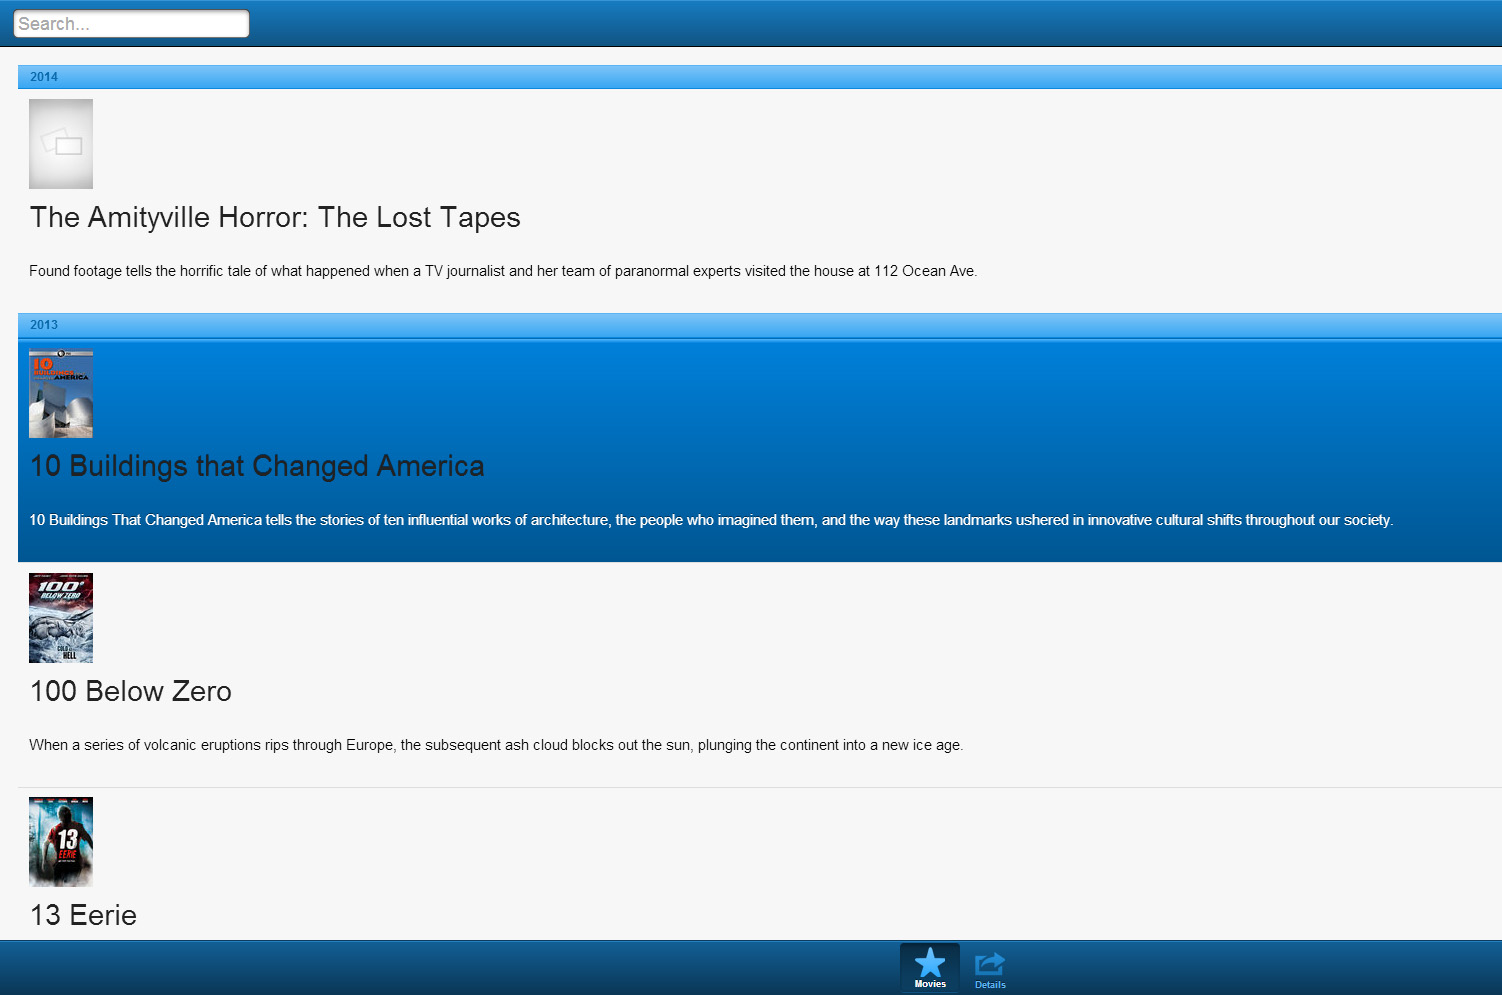 Search...
2014
The Amityville Horror: The Lost Tapes
Found footage tells the horrific tale of what happened when a TV journalist and her team of paranormal experts visited the house at 112 Ocean Ave.
2013
10
BUILDINGS
AMERICA
10 Buildings that Changed America
10 Buildings That Changed America tells the stories of ten influential works of architecture, the people who imagined them, and the way these landmarks ushered in innovative cultural shifts throughout our society.
100°
BELOW ZERO
COLD
HELL
100 Below Zero
When a series of volcanic eruptions rips through Europe, the subsequent ash cloud blocks out the sun, plunging the continent into a new ice age.
13
EERIE
13 Eerie
Movies
Details